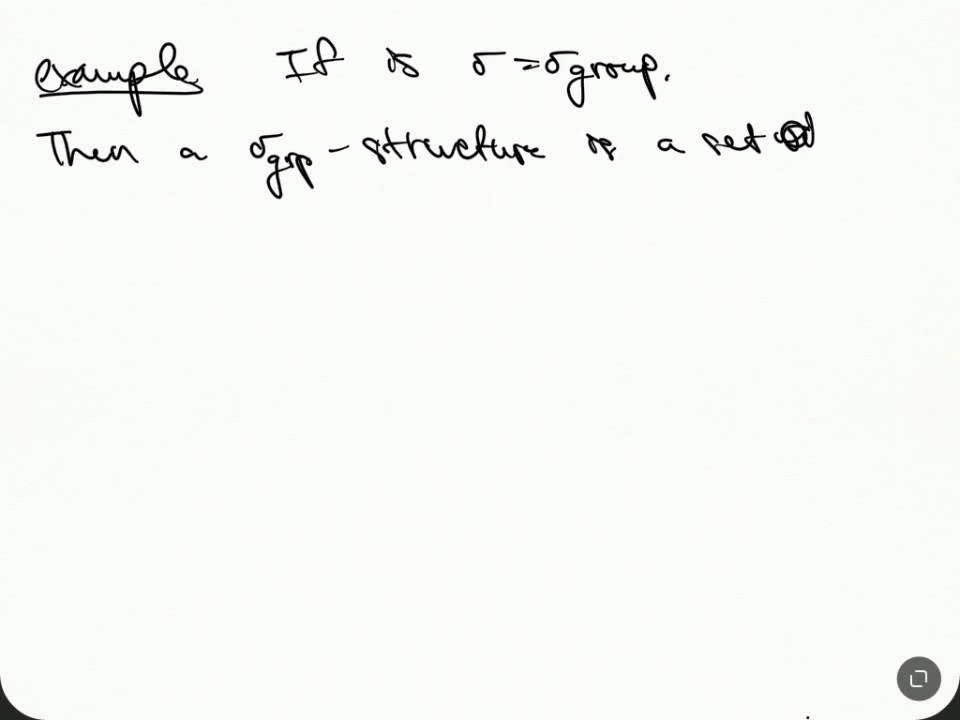 example If is σ = σgroup.
Then a σgrp - structure is a set